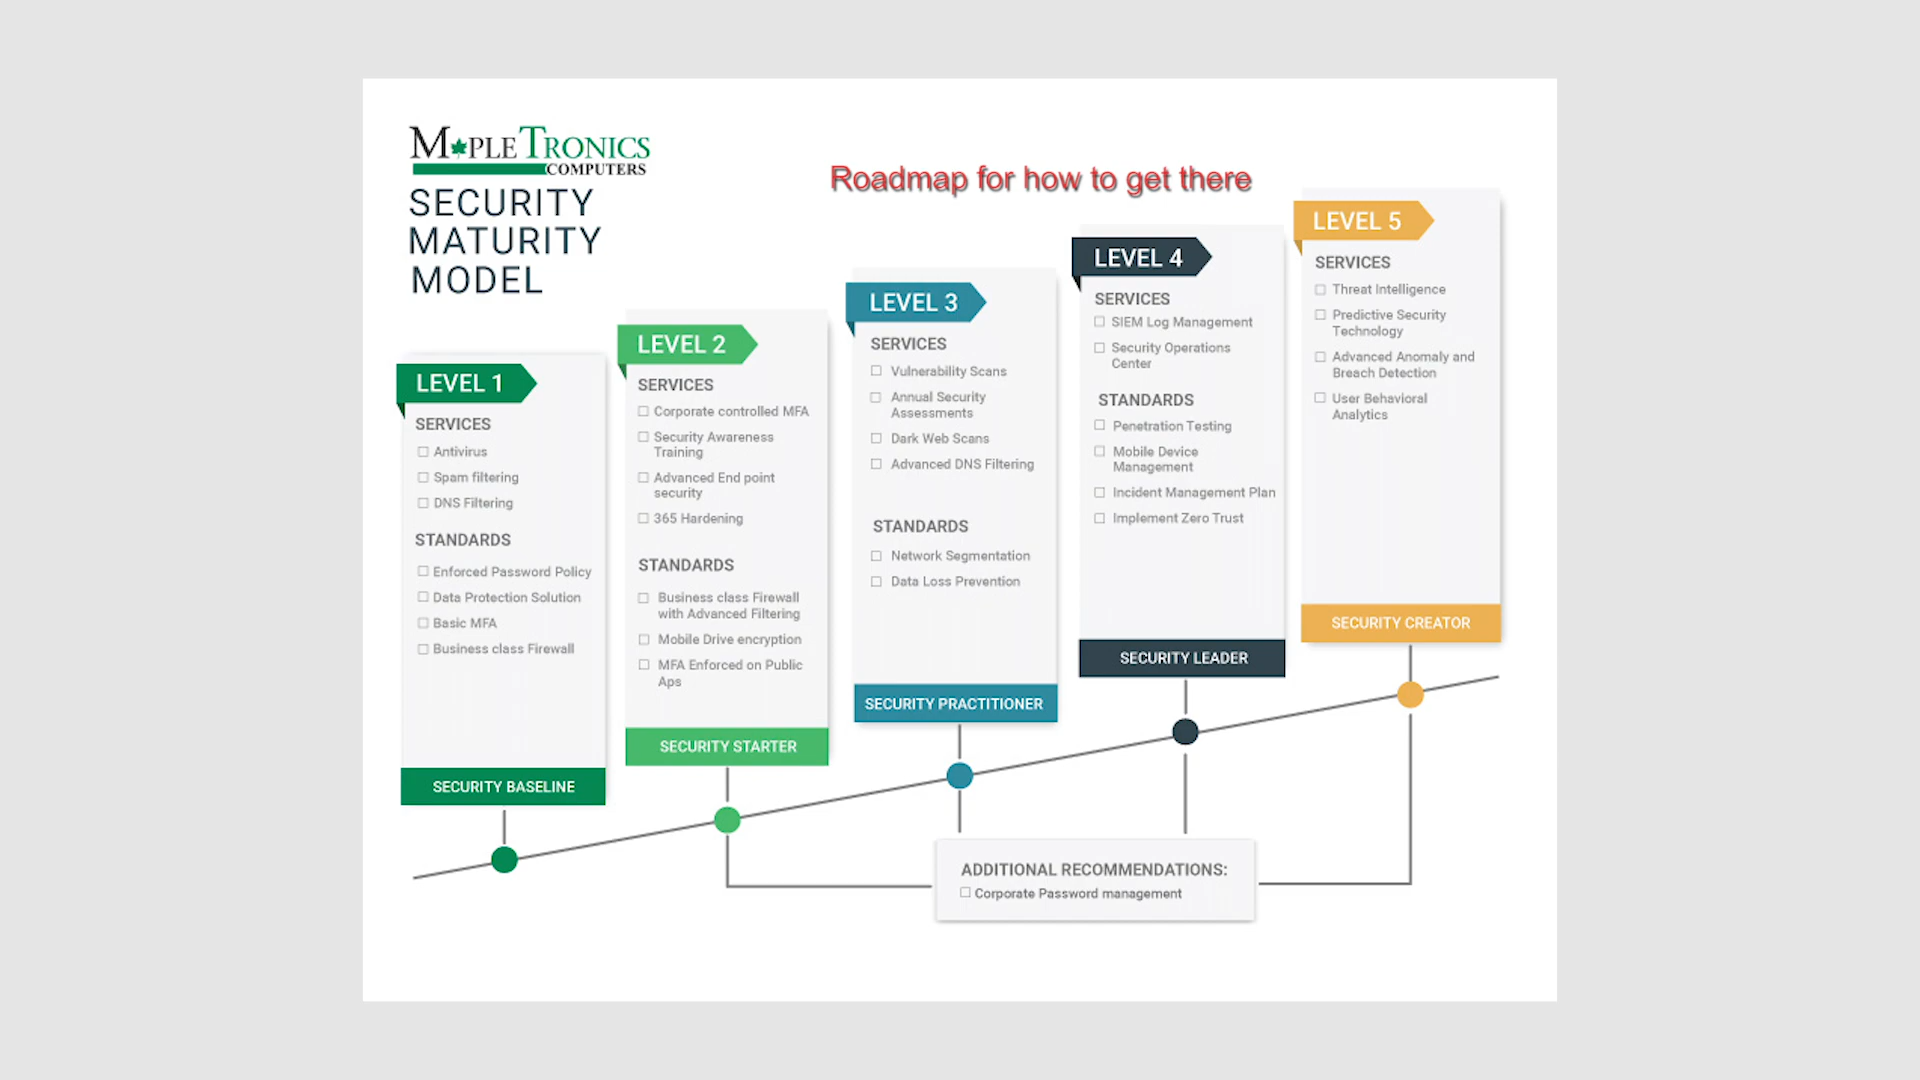 MAPLETRONICS
COMPUTERS
SECURITY
MATURITY
MODEL
Roadmap for how to get there
LEVEL 1
SERVICES
Antivirus
Spam filtering
DNS Filtering
STANDARDS
Enforced Password Policy
Data Protection Solution
Basic MFA
Business class Firewall
SECURITY BASELINE
LEVEL 2
SERVICES
Corporate controlled MFA
Security Awareness
Training
Advanced End point
security
365 Hardening
STANDARDS
Business class Firewall
with Advanced Filtering
Mobile Drive encryption
MFA Enforced on Public
Aps
SECURITY STARTER
LEVEL 3
SERVICES
Vulnerability Scans
Annual Security
Assessments
Dark Web Scans
Advanced DNS Filtering
STANDARDS
Network Segmentation
Data Loss Prevention
SECURITY PRACTITIONER
LEVEL 4
SERVICES
SIEM Log Management
Security Operations
Center
STANDARDS
Penetration Testing
Mobile Device
Management
Incident Management Plan
Implement Zero Trust
SECURITY LEADER
LEVEL 5
SERVICES
Threat Intelligence
Predictive Security
Technology
Advanced Anomaly and
Breach Detection
User Behavioral
Analytics
SECURITY CREATOR
ADDITIONAL RECOMMENDATIONS:
Corporate Password management